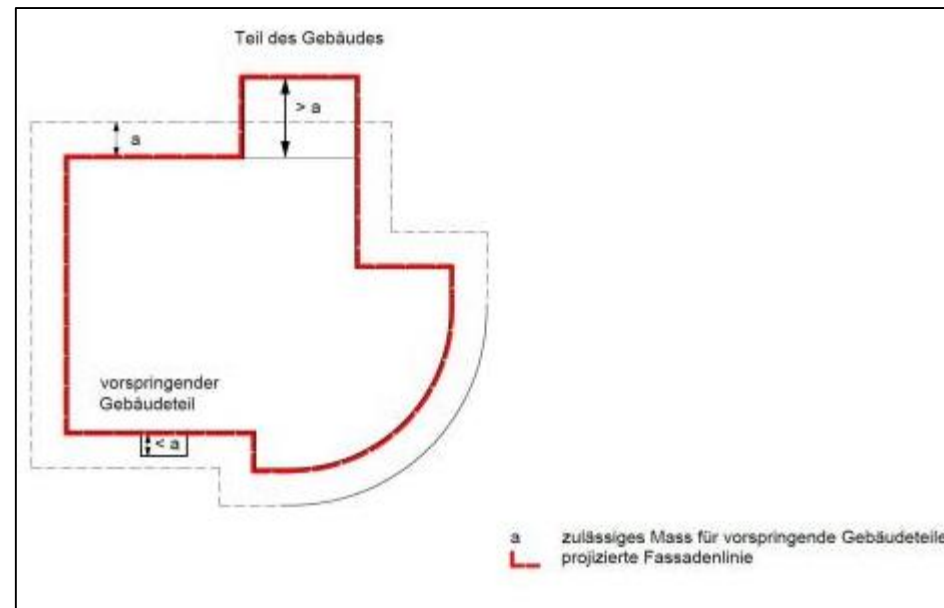 Teil des Gebäudes
> a
a
vorspringender
Gebäudeteil
< a
a zulässiges Mass für vorspringende Gebäudeteile
projizierte Fassadenlinie